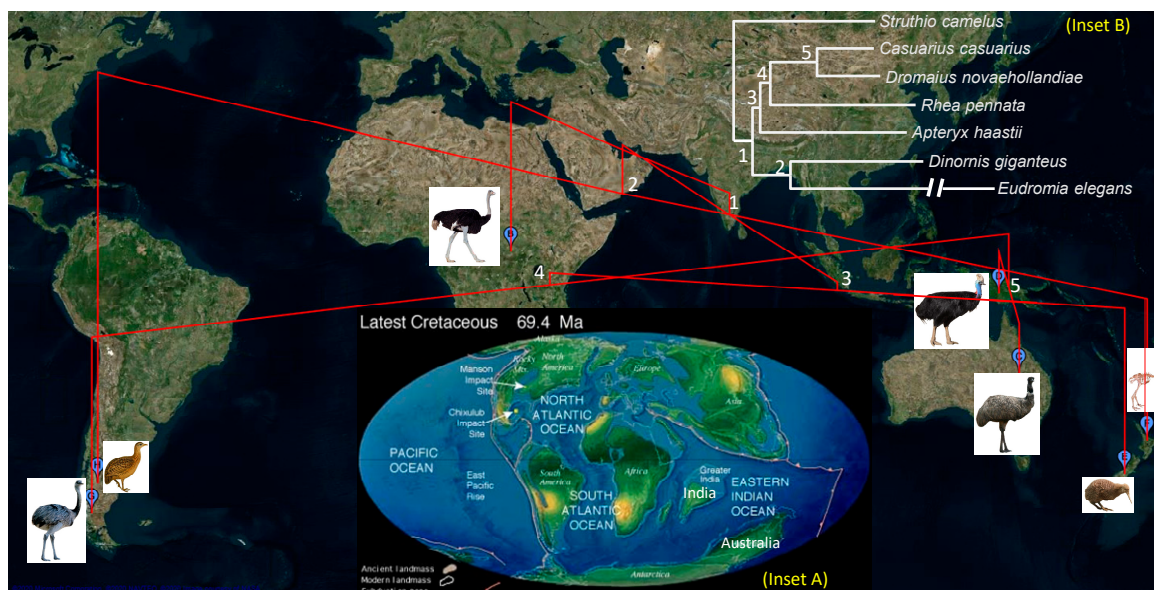 (Inset B)
Struthio camelus
Casuarius casuarius
Dromaius novaehollandiae
Rhea pennata
Apteryx haastii
Dinornis giganteus
Eudromia elegans
5
4
3
1
2
2
1
3
4
5
B
D
C
F
E
H
G
Latest Cretaceous 69.4 Ma
Alaska
Rocky
Mts.
North
America
Manson
Impact
Site
Europe
Asia
NORTH
ATLANTIC
OCEAN
Chixulub
Impact
Site
PACIFIC
OCEAN
East
Pacific
Rise
South
America
Africa
Greater
India
India
EASTERN
INDIAN
OCEAN
SOUTH
ATLANTIC
OCEAN
Australia
Antarctica
Ancient landmass
Modern landmass
(Inset A)